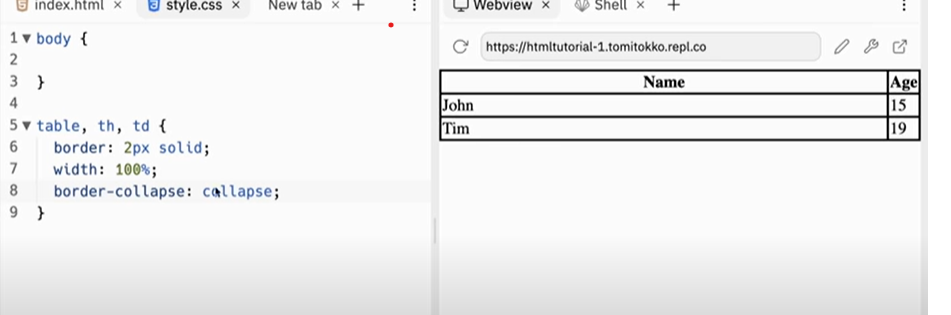 index.html × style.css × New tab × +
1 body {
2
3 }
4
5 table, th, td {
6 border: 2px solid;
7 width: 100%;
8 border-collapse: collapse;
9 }
Webview × Shell × +
https://htmltutorial-1.tomitokko.repl.co
Name Age
John 15
Tim 19